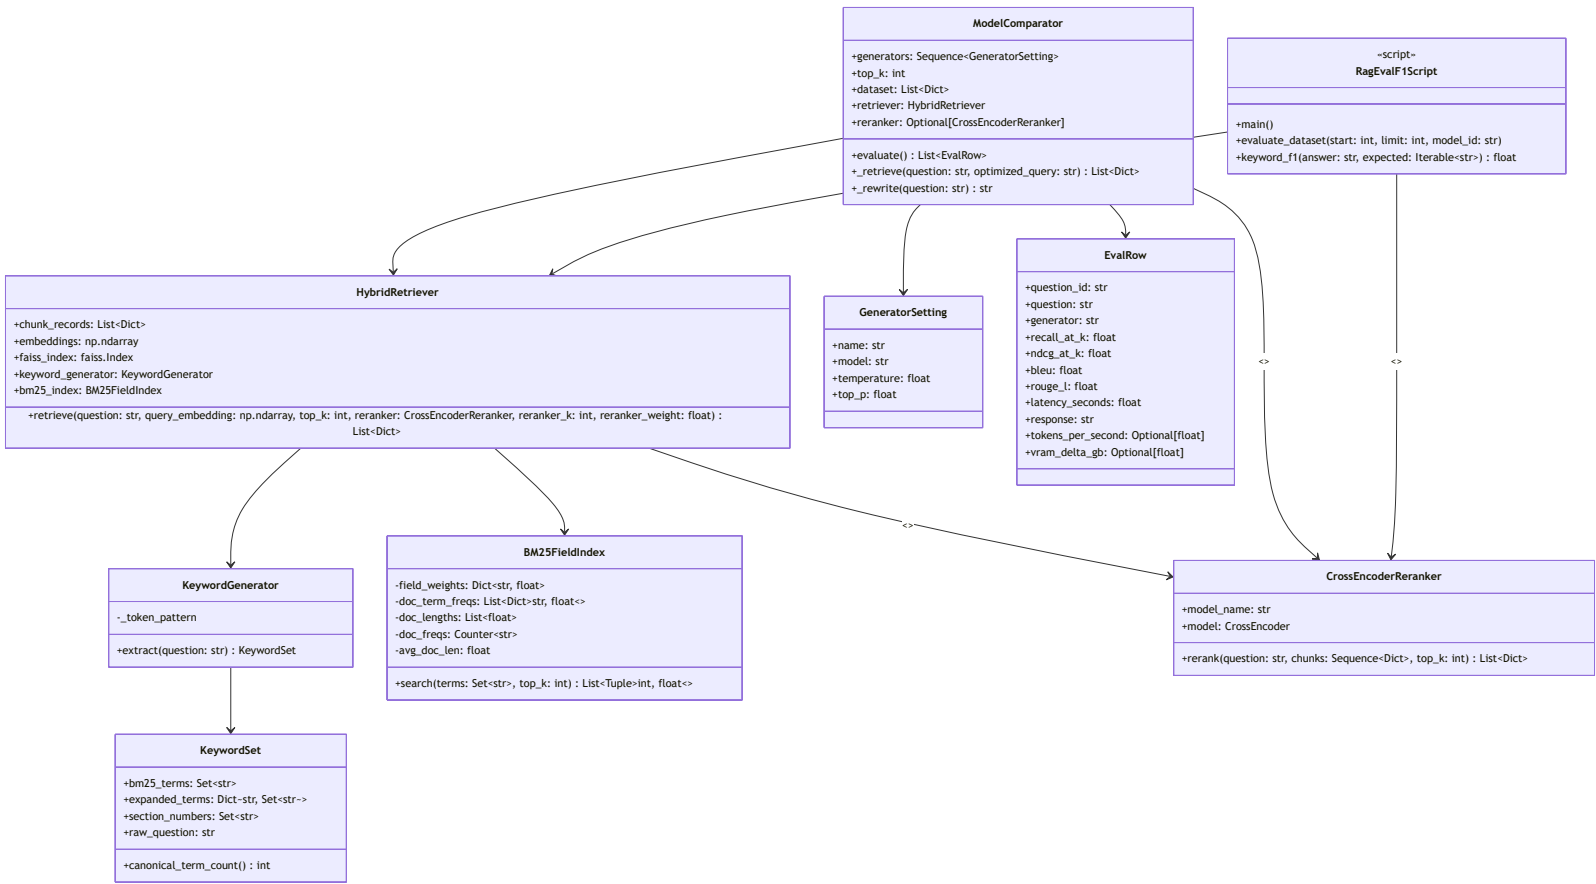 ModelComparator
+generators: Sequence<GeneratorSetting>
+top_k: int
+dataset: List<Dict>
+retriever: HybridRetriever
+reranker: Optional[CrossEncoderReranker]
+evaluate() : List<EvalRow>
+_retrieve(question: str, optimized_query: str) : List<Dict>
+_rewrite(question: str) : str
«script»
RagEvalF1Script
+main()
+evaluate_dataset(start: int, limit: int, model_id: str)
+keyword_f1(answer: str, expected: Iterable<str>) : float
HybridRetriever
+chunk_records: List<Dict>
+embeddings: np.ndarray
+faiss_index: faiss.Index
+keyword_generator: KeywordGenerator
+bm25_index: BM25FieldIndex
+retrieve(question: str, query_embedding: np.ndarray, top_k: int, reranker: CrossEncoderReranker, reranker_k: int, reranker_weight: float) :
List<Dict>
GeneratorSetting
+name: str
+model: str
+temperature: float
+top_p: float
EvalRow
+question_id: str
+question: str
+generator: str
+recall_at_k: float
+ndcg_at_k: float
+bleu: float
+rouge_l: float
+latency_seconds: float
+response: str
+tokens_per_second: Optional[float]
+vram_delta_gb: Optional[float]
<>
<>
<>
KeywordGenerator
-_token_pattern
+extract(question: str) : KeywordSet
BM25FieldIndex
-field_weights: Dict<str, float>
-doc_term_freqs: List<Dict>str, float<>
-doc_lengths: List<float>
-doc_freqs: Counter<str>
-avg_doc_len: float
+search(terms: Set<str>, top_k: int) : List<Tuple>int, float<>
CrossEncoderReranker
+model_name: str
+model: CrossEncoder
+rerank(question: str, chunks: Sequence<Dict>, top_k: int) : List<Dict>
KeywordSet
+bm25_terms: Set<str>
+expanded_terms: Dict~str, Set<str~>
+section_numbers: Set<str>
+raw_question: str
+canonical_term_count() : int